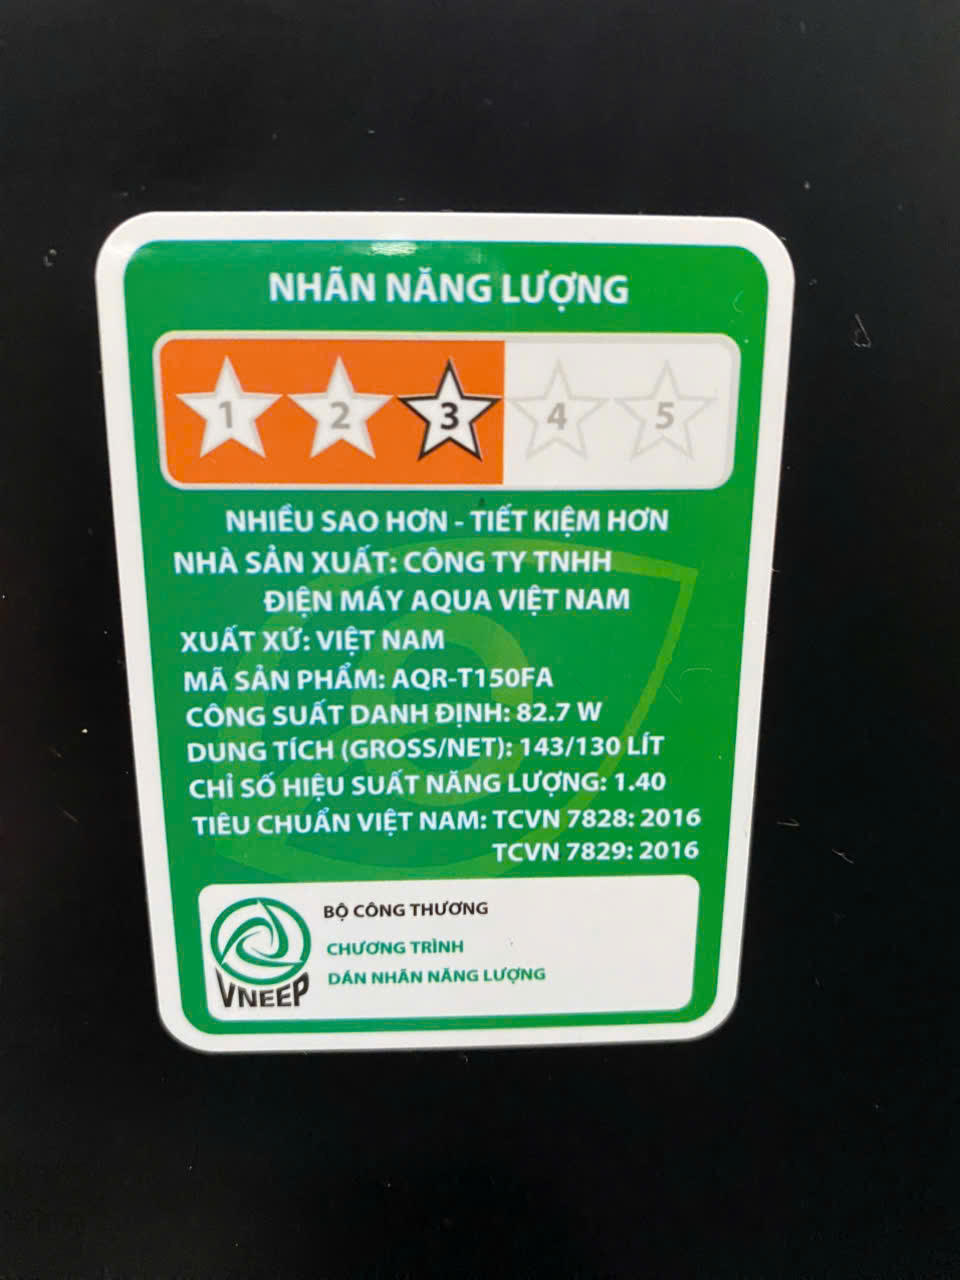 NHÃN NĂNG LƯỢNG
1 2 3 4 5
NHIỀU SAO HƠN - TIẾT KIỆM HƠN
NHÀ SẢN XUẤT: CÔNG TY TNHH
ĐIỆN MÁY AQUA VIỆT NAM
XUẤT XỨ: VIỆT NAM
MÃ SẢN PHẨM: AQR-T150FA
CÔNG SUẤT DANH ĐỊNH: 82.7 W
DUNG TÍCH (GROSS/NET): 143/130 LÍT
CHỈ SỐ HIỆU SUẤT NĂNG LƯỢNG: 1.40
TIÊU CHUẨN VIỆT NAM: TCVN 7828: 2016
TCVN 7829: 2016
BỘ CÔNG THƯƠNG
CHƯƠNG TRÌNH
DÁN NHÃN NĂNG LƯỢNG
VNEEP